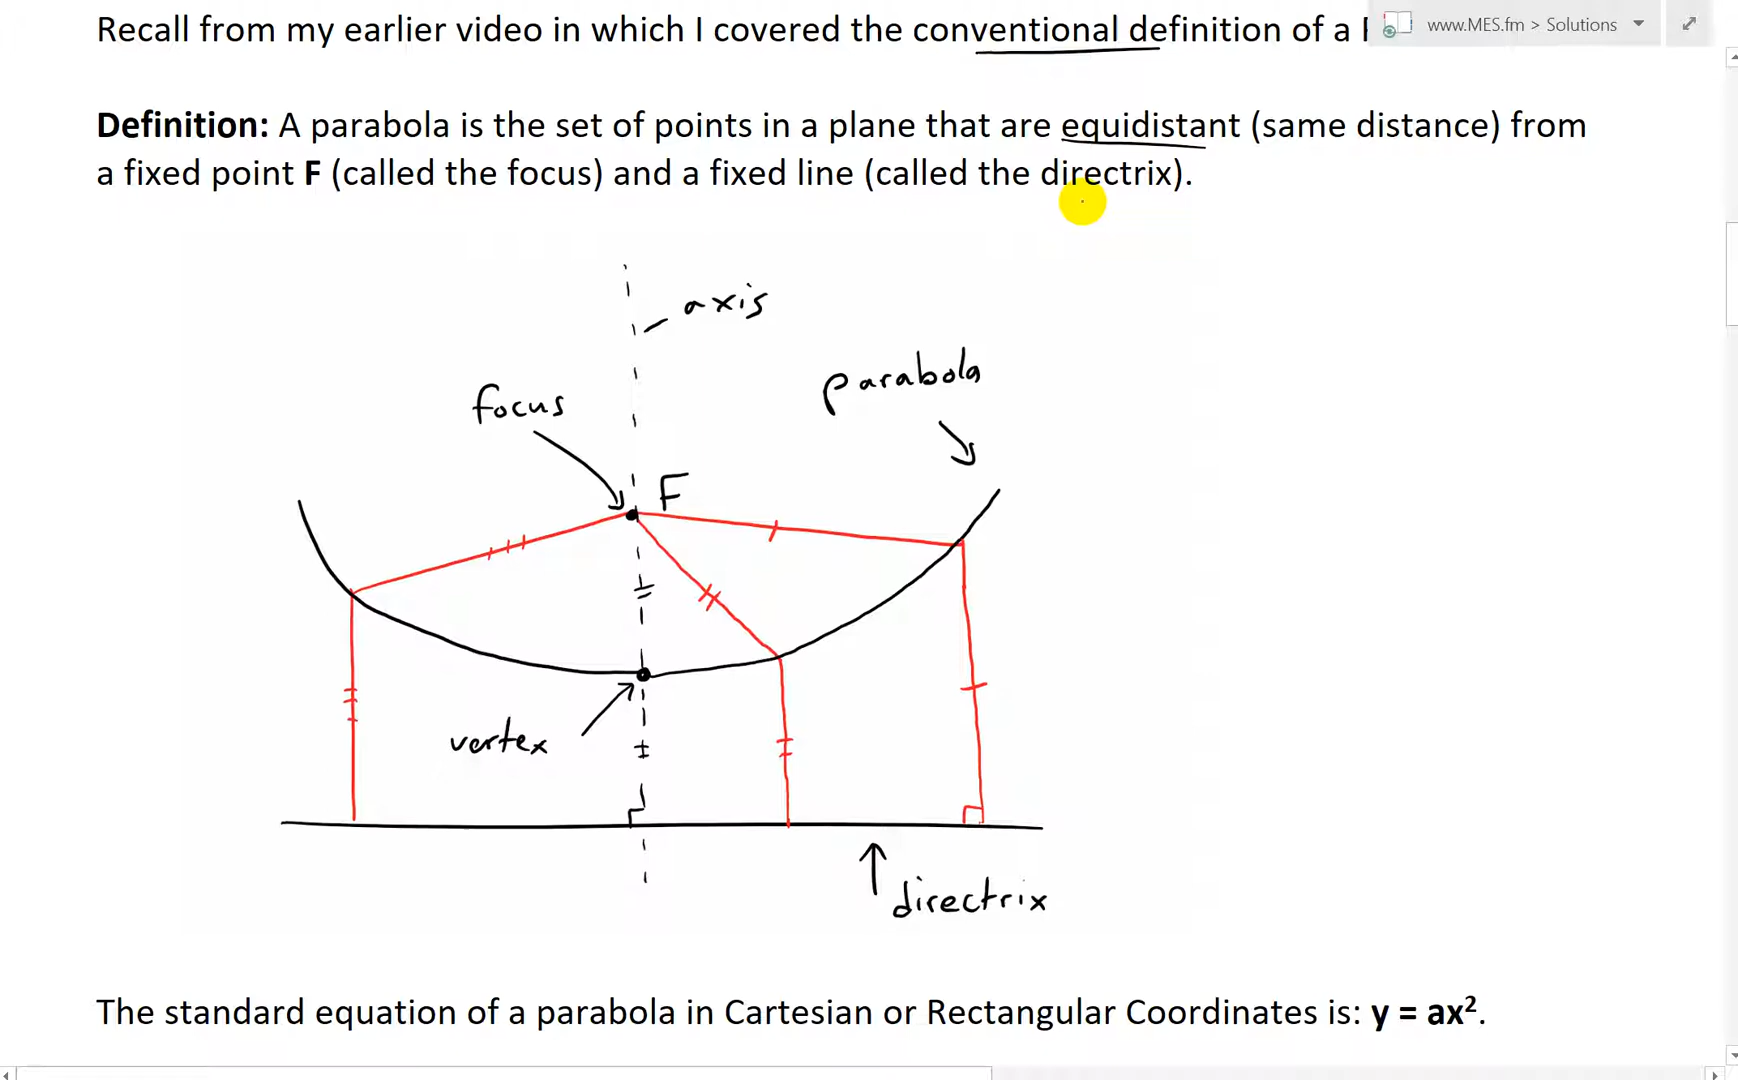 Recall from my earlier video in which I covered the conventional definition of a
www.MES.fm > Solutions
Definition: A parabola is the set of points in a plane that are equidistant (same distance) from
a fixed point F (called the focus) and a fixed line (called the directrix).
axis
parabola
focus
F
vertex
directrix
The standard equation of a parabola in Cartesian or Rectangular Coordinates is: y = ax².